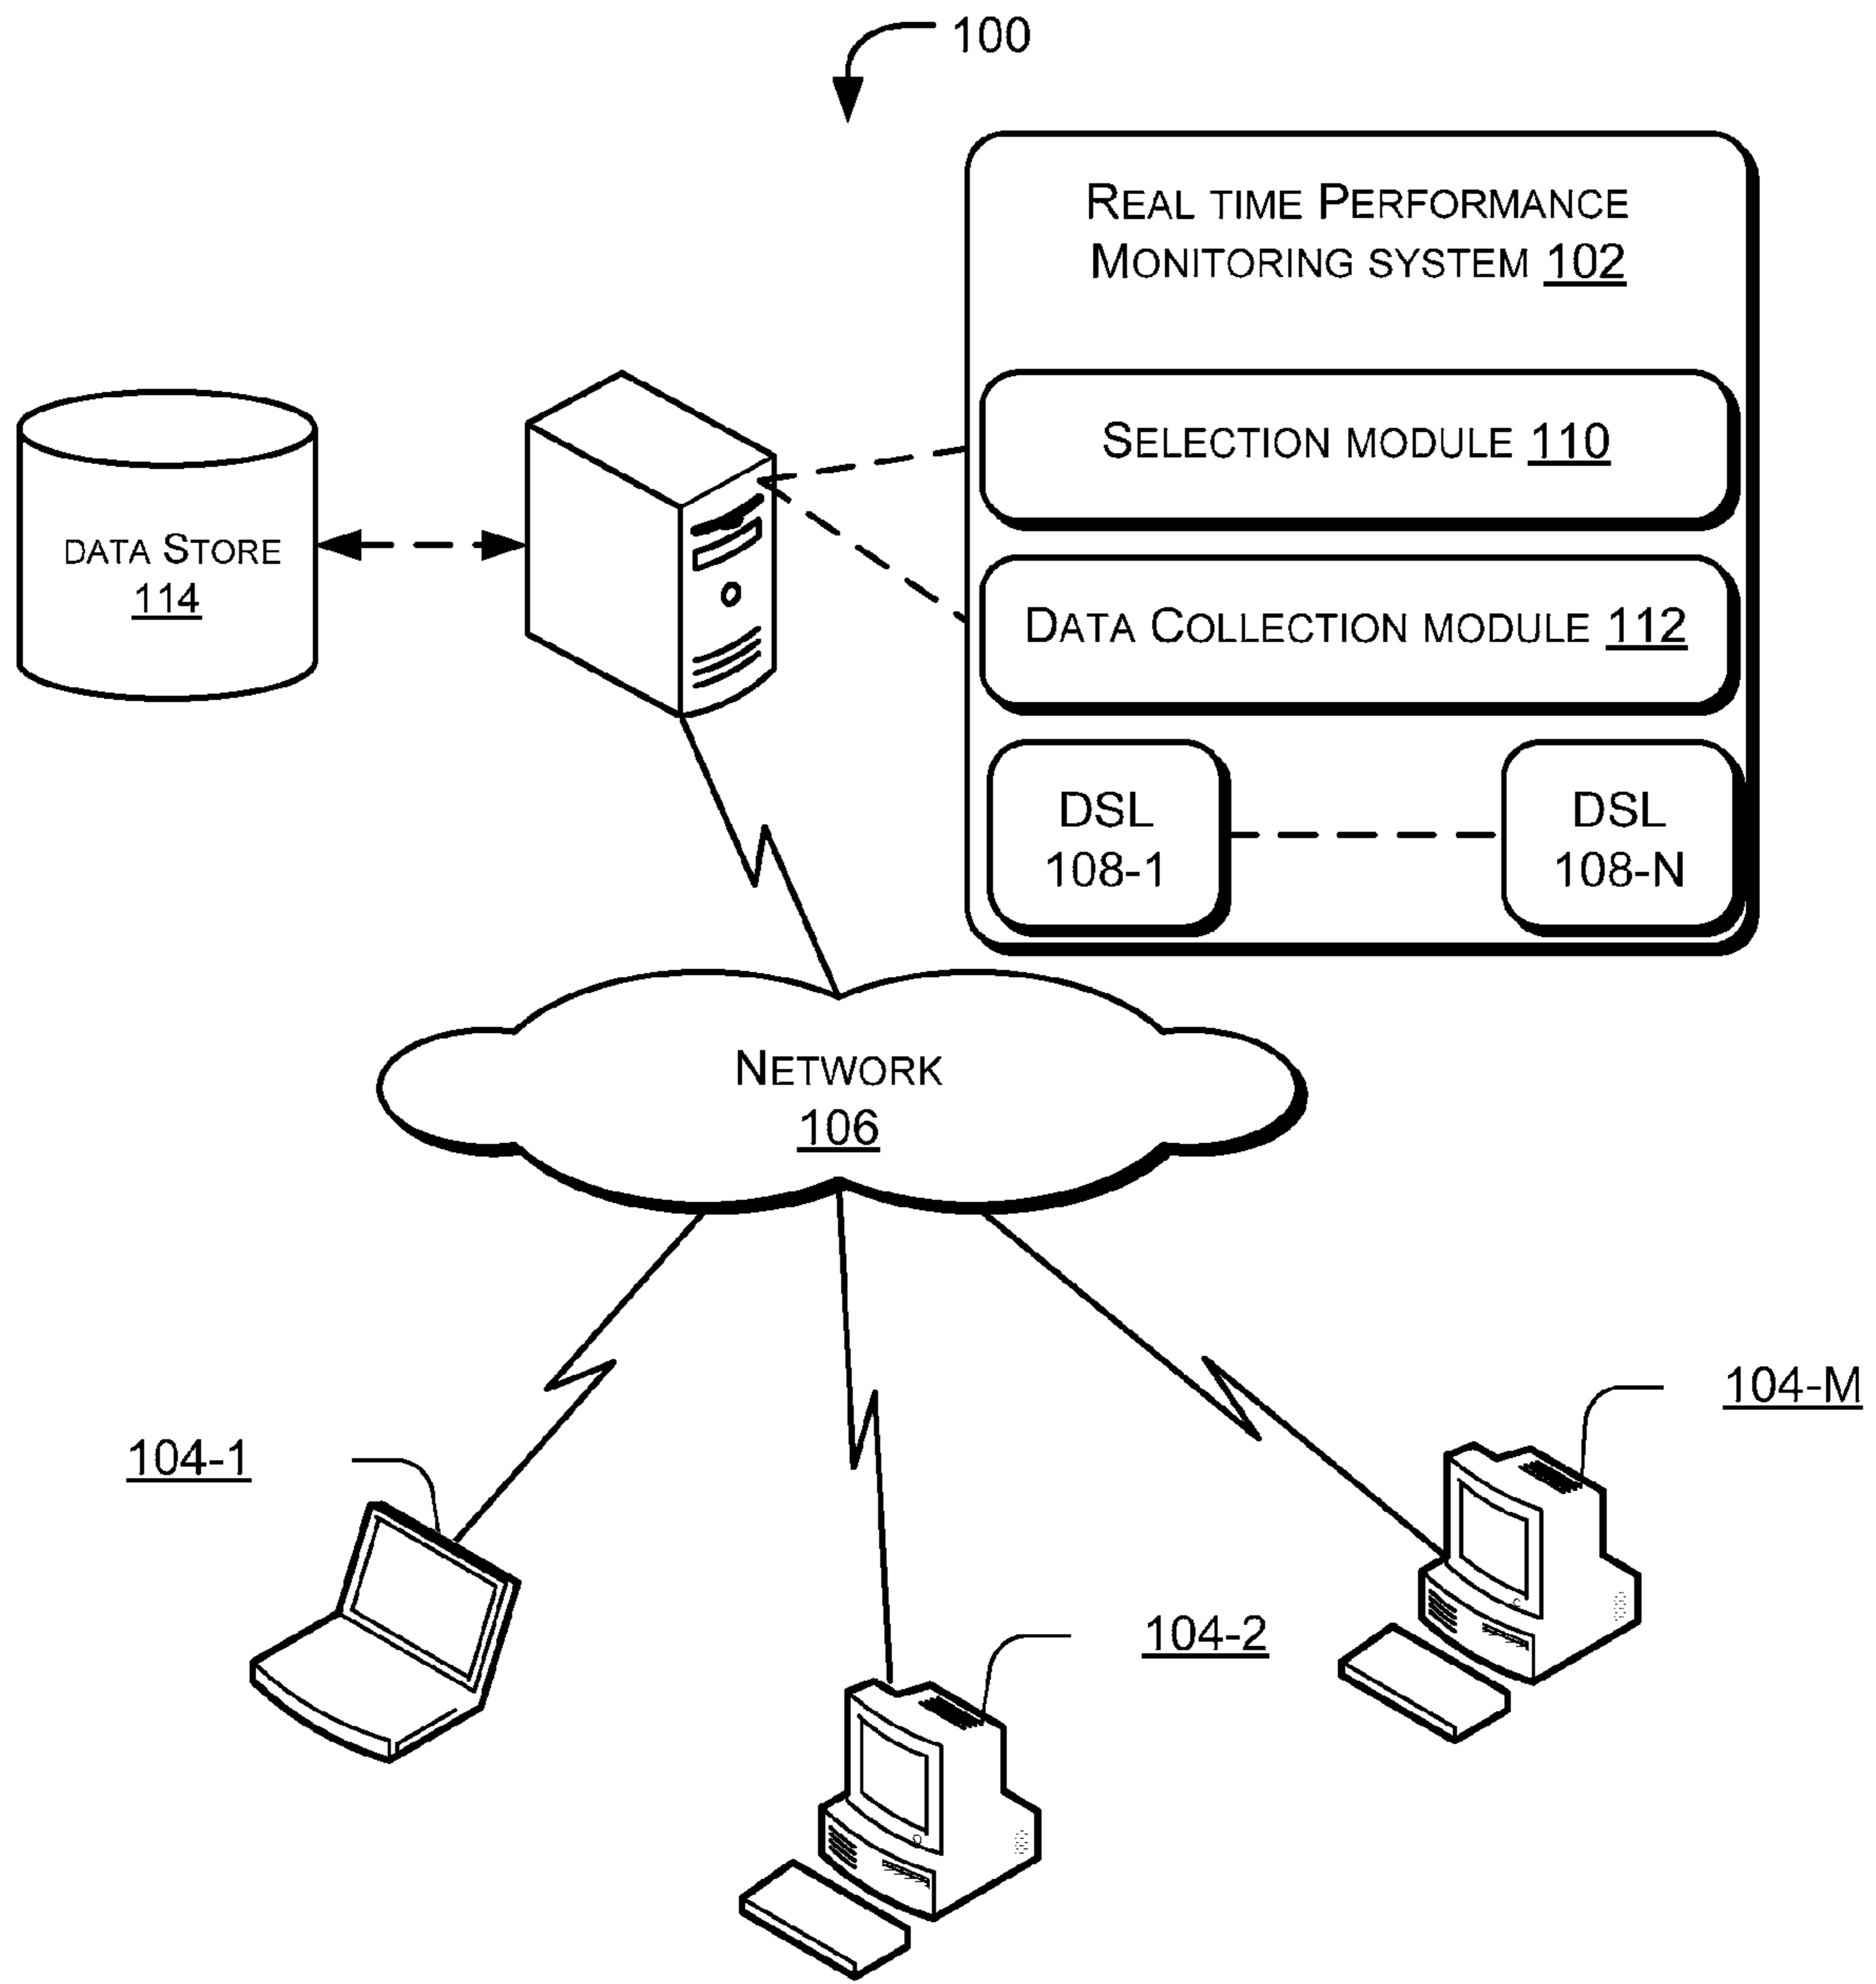 100
REAL TIME PERFORMANCE
MONITORING SYSTEM 102
SELECTION MODULE 110
DATA STORE
114
DATA COLLECTION MODULE 112
DSL
108-1
DSL
108-N
NETWORK
106
104-M
104-1
104-2